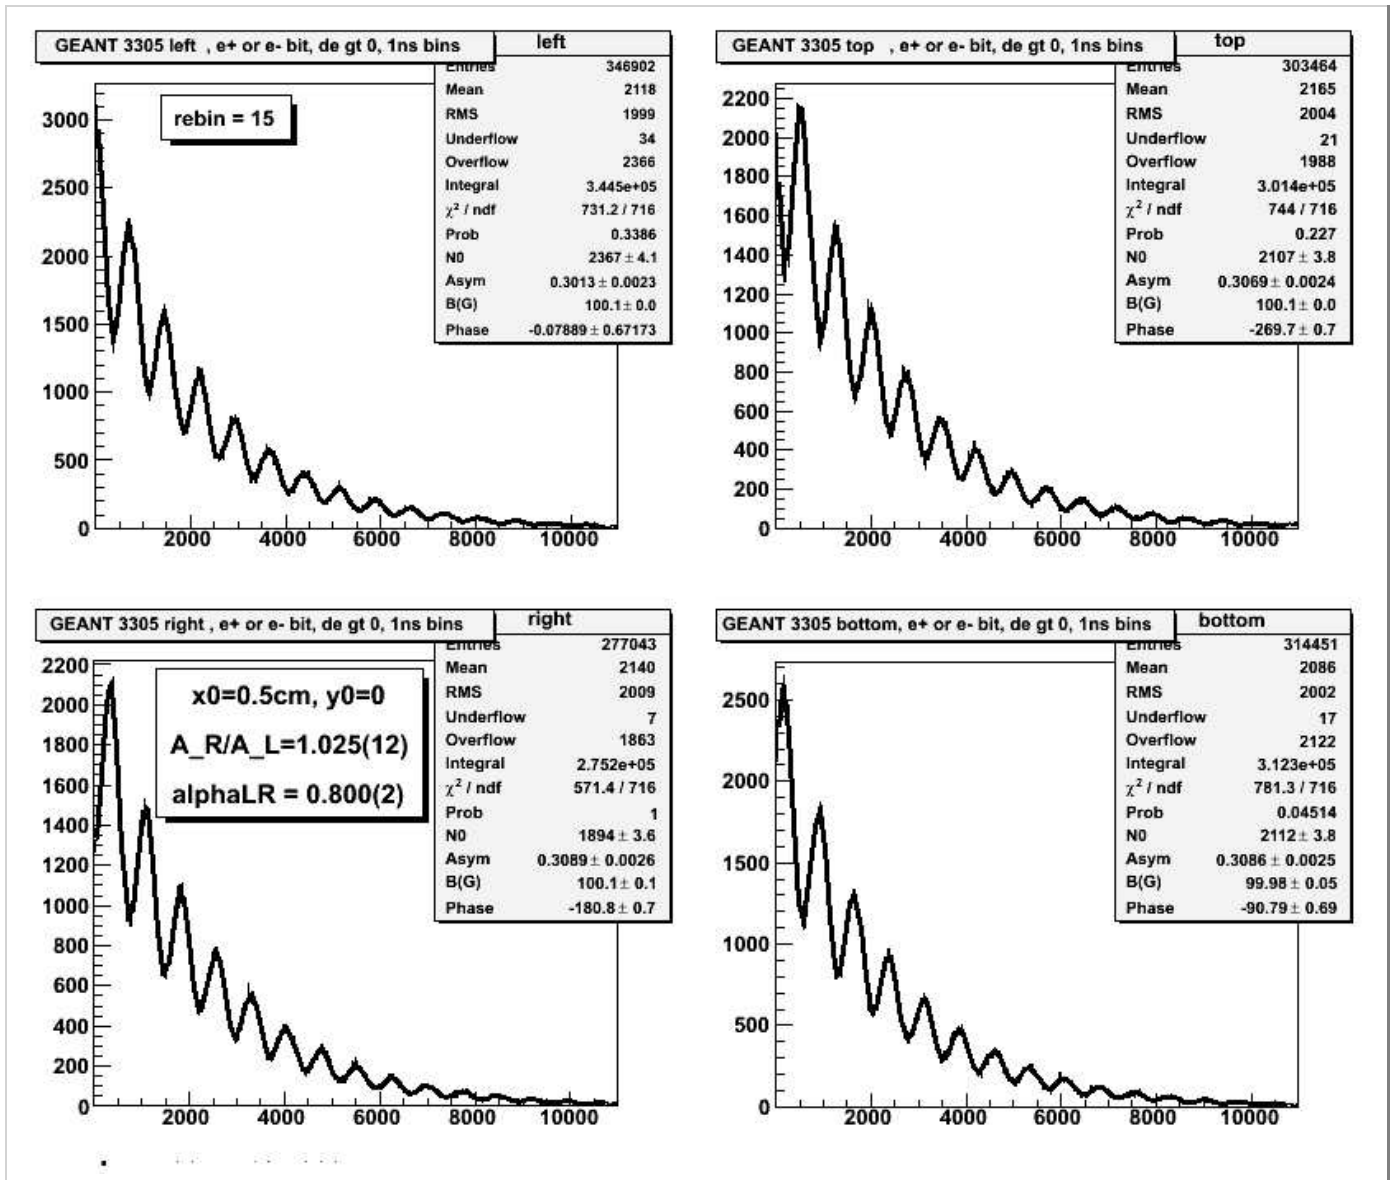 GEANT 3305 left , e+ or e- bit, de gt 0, 1ns bins
left
Entries 346902
Mean 2118
RMS 1999
Underflow 34
Overflow 2366
Integral 3.445e+05
χ² / ndf 731.2 / 716
Prob 0.3386
N0 2367 ± 4.1
Asym 0.3013 ± 0.0023
B(G) 100.1 ± 0.0
Phase -0.07889 ± 0.67173
rebin = 15
3000
2500
2000
1500
1000
500
0
2000 4000 6000 8000 10000
GEANT 3305 top , e+ or e- bit, de gt 0, 1ns bins
top
Entries 303464
Mean 2165
RMS 2004
Underflow 21
Overflow 1988
Integral 3.014e+05
χ² / ndf 744 / 716
Prob 0.227
N0 2107 ± 3.8
Asym 0.3069 ± 0.0024
B(G) 100.1 ± 0.0
Phase -269.7 ± 0.7
2200
2000
1800
1600
1400
1200
1000
800
600
400
200
0
2000 4000 6000 8000 10000
GEANT 3305 right , e+ or e- bit, de gt 0, 1ns bins
right
Entries 277043
Mean 2140
RMS 2009
Underflow 7
Overflow 1863
Integral 2.752e+05
χ² / ndf 571.4 / 716
Prob 1
N0 1894 ± 3.6
Asym 0.3089 ± 0.0026
B(G) 100.1 ± 0.1
Phase -180.8 ± 0.7
x0=0.5cm, y0=0
A_R/A_L=1.025(12)
alphaLR = 0.800(2)
2200
2000
1800
1600
1400
1200
1000
800
600
400
200
0
2000 4000 6000 8000 10000
GEANT 3305 bottom, e+ or e- bit, de gt 0, 1ns bins
bottom
Entries 314451
Mean 2086
RMS 2002
Underflow 17
Overflow 2122
Integral 3.123e+05
χ² / ndf 781.3 / 716
Prob 0.04514
N0 2112 ± 3.8
Asym 0.3086 ± 0.0025
B(G) 99.98 ± 0.05
Phase -90.79 ± 0.69
2500
2000
1500
1000
500
0
2000 4000 6000 8000 10000